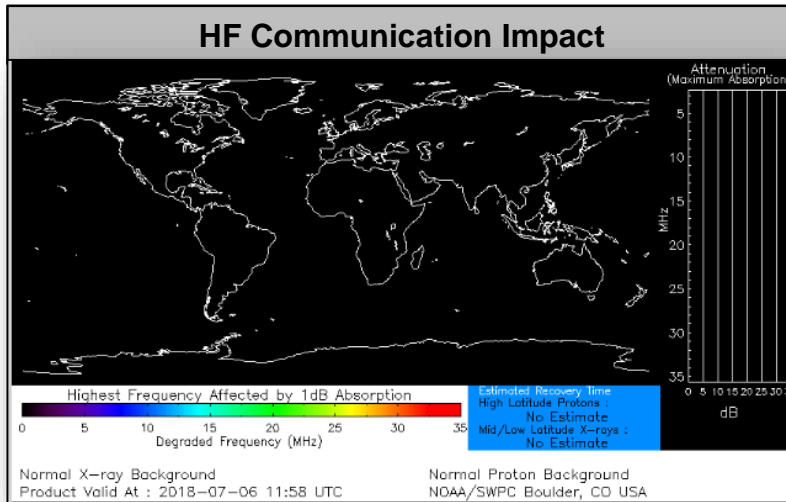 HF Communication Impact
Attenuation
(Maximum Absorption)
5
10
15
20
25
30
35
MHz
0 5 10 15 20 25 30
dB
Highest Frequency Affected by 1dB Absorption
0 5 10 15 20 25 30 35
Degraded Frequency (MHz)
Estimated Recovery Time
High Latitude Protons :
No Estimate
Mid/Low Latitude X-rays :
No Estimate
Normal X-ray Background
Normal Proton Background
Product Valid At : 2018-07-06 11:58 UTC
NOAA/SWPC Boulder, CO USA